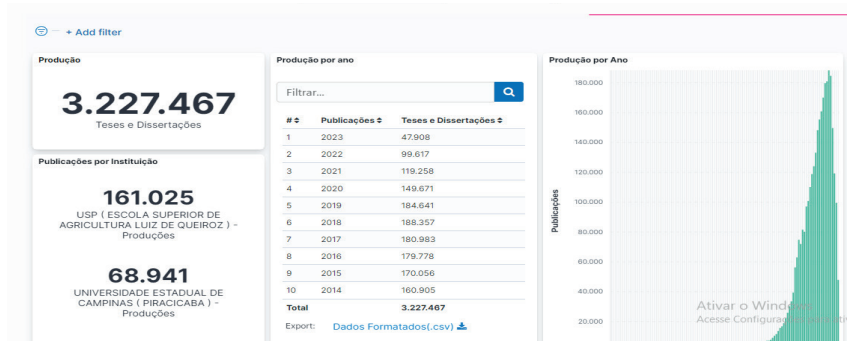 + Add filter
Produção
3.227.467
Teses e Dissertações
Publicações por Instituição
161.025
USP ( ESCOLA SUPERIOR DE
AGRICULTURA LUIZ DE QUEIROZ ) -
Produções
68.941
UNIVERSIDADE ESTADUAL DE
CAMPINAS ( PIRACICABA ) -
Produções
Produção por ano
Filtrar...
# Publicações Teses e Dissertações
1 2023 47.908
2 2022 99.617
3 2021 119.258
4 2020 149.671
5 2019 184.641
6 2018 188.357
7 2017 180.983
8 2016 179.778
9 2015 170.056
10 2014 160.905
Total 3.227.467
Export: Dados Formatados(.csv)
Produção por Ano
Publicações
180.000
160.000
140.000
120.000
100.000
80.000
60.000
40.000
20.000
Ativar o Windows
Acesse